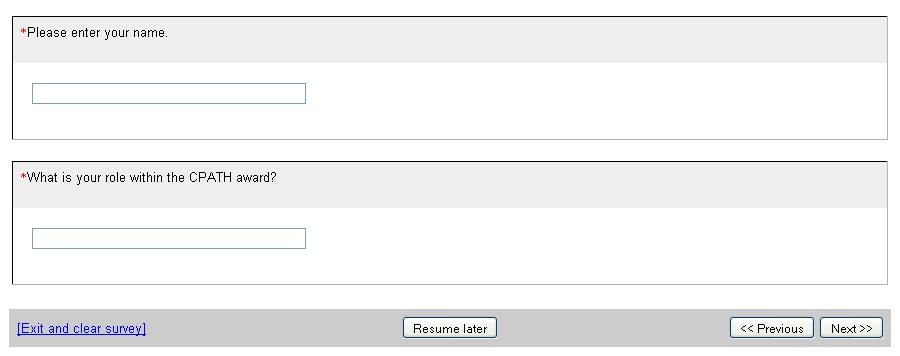 *Please enter your name.
*What is your role within the CPATH award?
[Exit and clear survey] Resume later << Previous Next >>